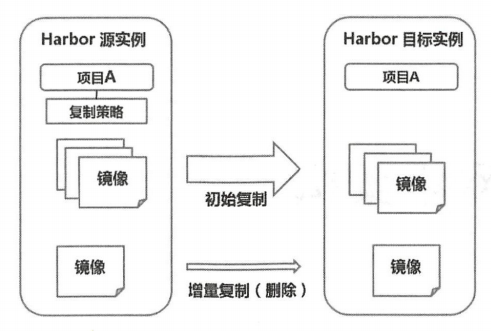 Harbor 源实例
Harbor 目标实例
项目A
项目A
复制策略
镜像
镜像
初始复制
镜像
镜像
增量复制（删除）